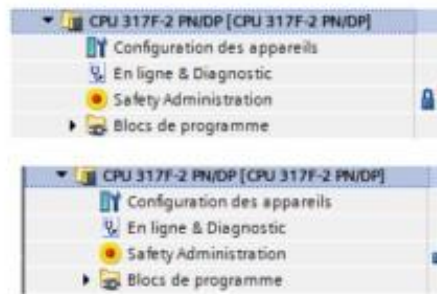 CPU 317F-2 PN/DP [CPU 317F-2 PN/DP]
Configuration des appareils
En ligne & Diagnostic
Safety Administration
Blocs de programme
CPU 317F-2 PN/DP [CPU 317F-2 PN/DP]
Configuration des appareils
En ligne & Diagnostic
Safety Administration
Blocs de programme